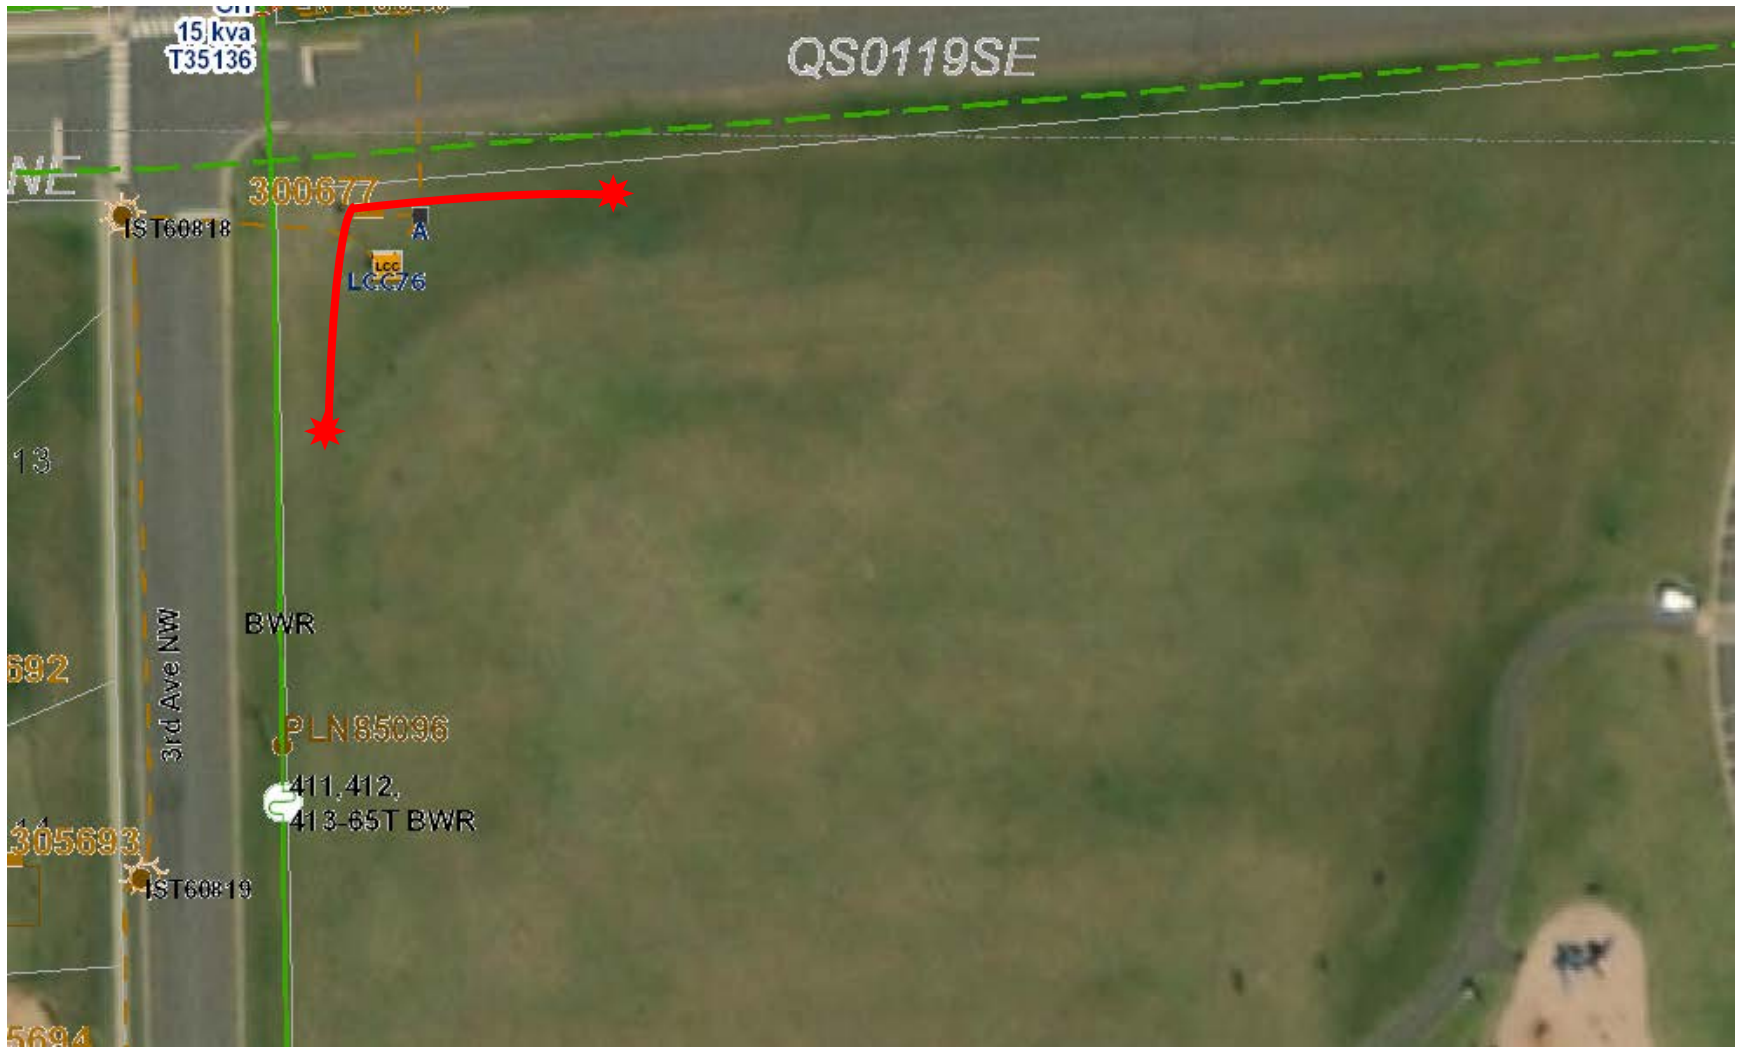 15 kva
T35136
QS0119SE
NE
300677
IST60818
A
LCC
LCC76
13
BWR
692
3rd Ave NW
PLN85096
411, 412,
413-65T BWR
305693
IST60819
5694